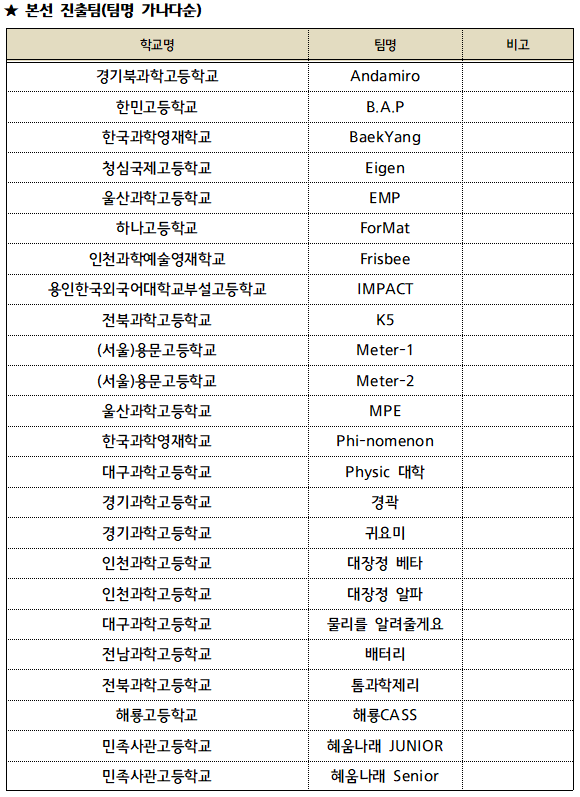 ★ 본선 진출팀(팀명 가나다순)
학교명 팀명 비고
경기북과학고등학교 Andamiro
한민고등학교 B.A.P
한국과학영재학교 BaekYang
청심국제고등학교 Eigen
울산과학고등학교 EMP
하나고등학교 ForMat
인천과학예술영재학교 Frisbee
용인한국외국어대학교부설고등학교 IMPACT
전북과학고등학교 K5
(서울)용문고등학교 Meter-1
(서울)용문고등학교 Meter-2
울산과학고등학교 MPE
한국과학영재학교 Phi-nomenon
대구과학고등학교 Physic 대학
경기과학고등학교 경곽
경기과학고등학교 귀요미
인천과학고등학교 대장정 베타
인천과학고등학교 대장정 알파
대구과학고등학교 물리를 알려줄게요
전남과학고등학교 배터리
전북과학고등학교 톰과학제리
해룡고등학교 해룡CASS
민족사관고등학교 혜움나래 JUNIOR
민족사관고등학교 혜움나래 Senior